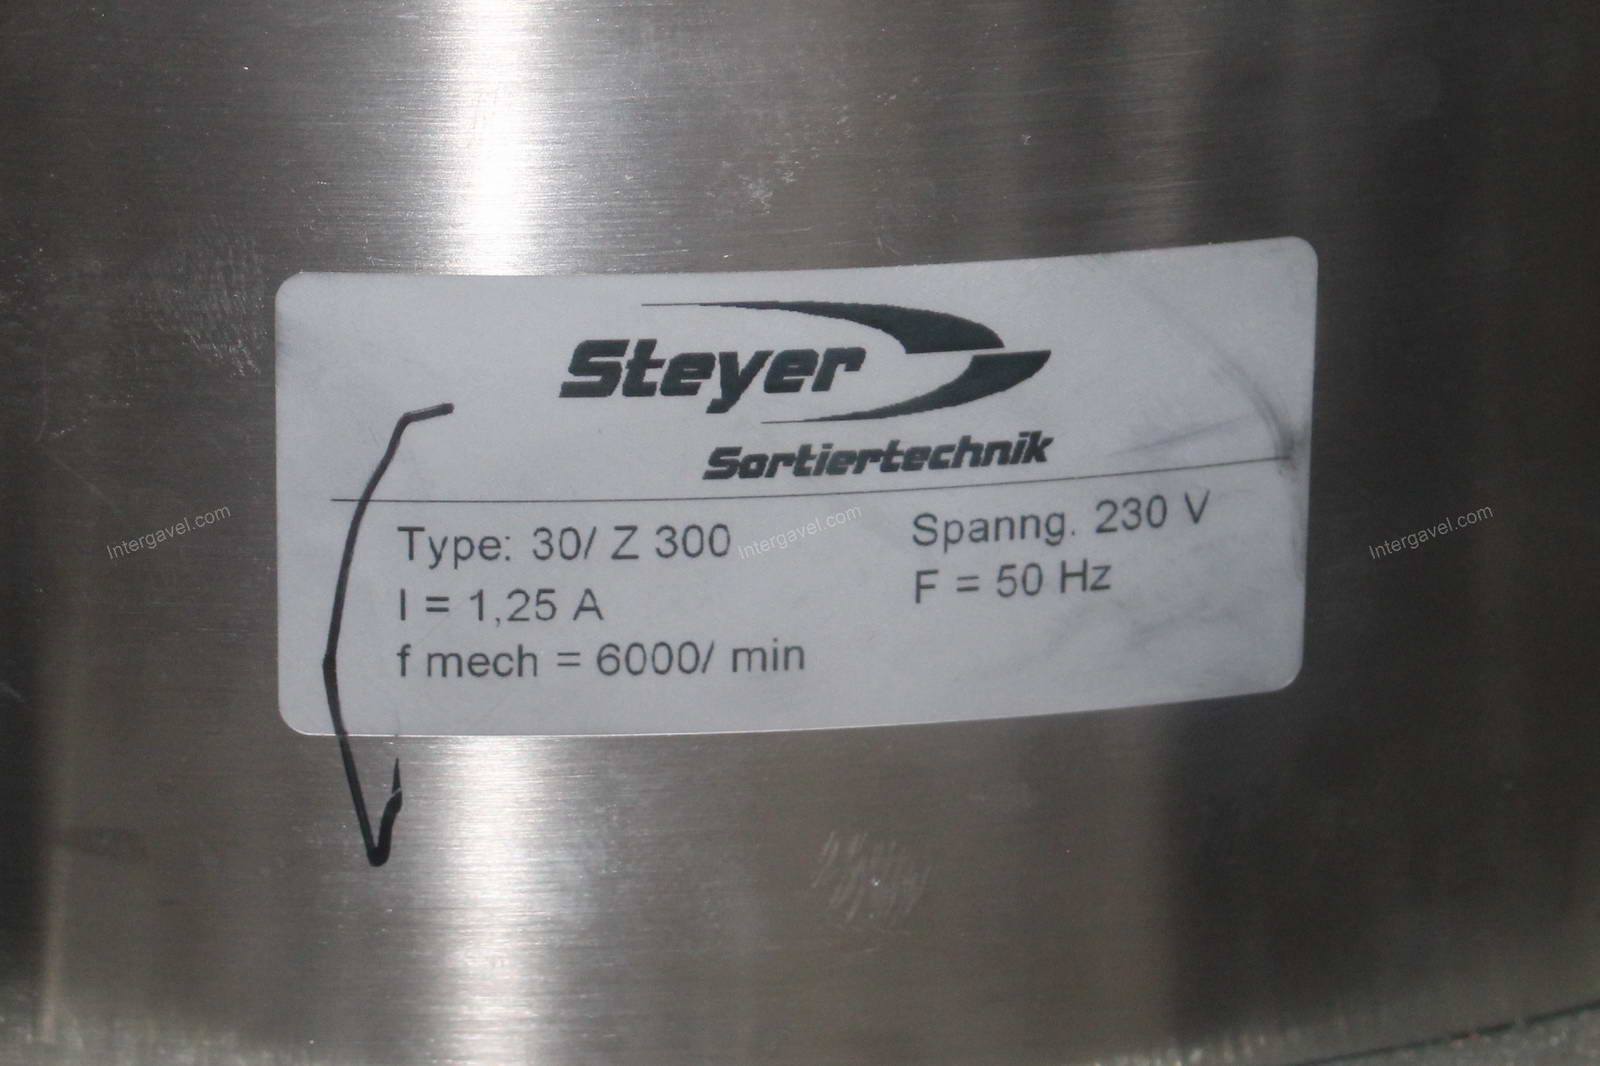 Steyer
Sortiertechnik
Type: 30/ Z 300
Spanng. 230 V
I = 1,25 A
F = 50 Hz
f mech = 6000/ min
Intergavel.com
Intergavel.com
Intergavel.com